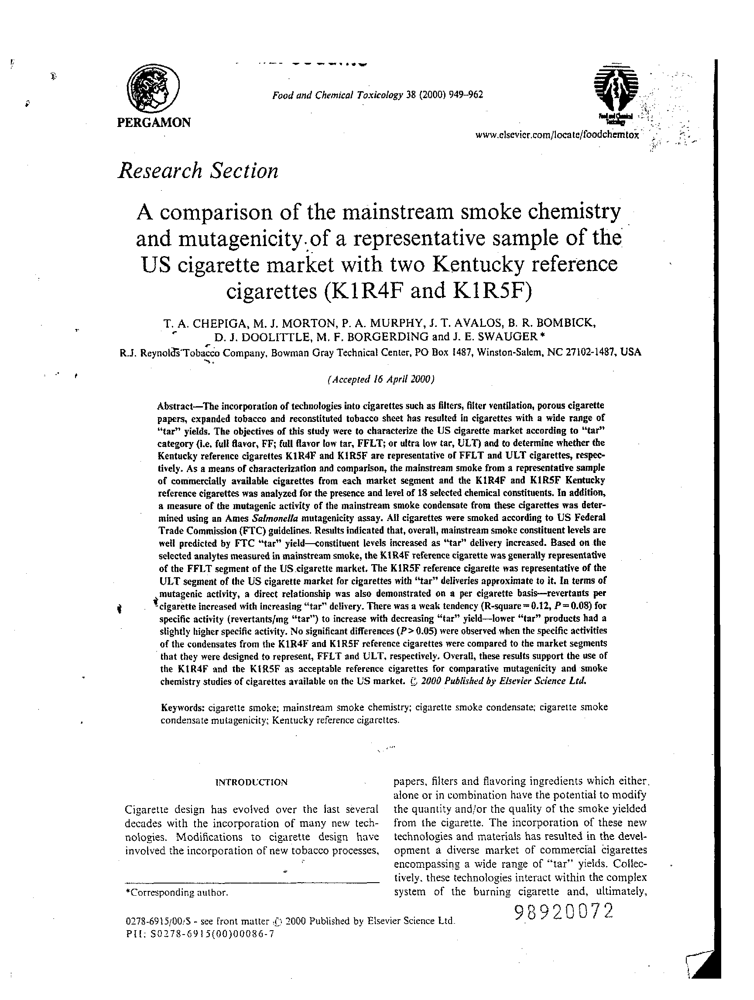 Food and Chemical Toxicology 38 (2000) 949–962
PERGAMON
www.elsevier.com/locate/foodchemtox
Research Section
A comparison of the mainstream smoke chemistry
and mutagenicity of a representative sample of the
US cigarette market with two Kentucky reference
cigarettes (K1R4F and K1R5F)
T. A. CHEPIGA, M. J. MORTON, P. A. MURPHY, J. T. AVALOS, B. R. BOMBICK,
D. J. DOOLITTLE, M. F. BORGERDING and J. E. SWAUGER*
R.J. Reynolds Tobacco Company, Bowman Gray Technical Center, PO Box 1487, Winston-Salem, NC 27102-1487, USA
(Accepted 16 April 2000)
Abstract—The incorporation of technologies into cigarettes such as filters, filter ventilation, porous cigarette
papers, expanded tobacco and reconstituted tobacco sheet has resulted in cigarettes with a wide range of
"tar" yields. The objectives of this study were to characterize the US cigarette market according to "tar"
category (i.e. full flavor, FF; full flavor low tar, FFLT; or ultra low tar, ULT) and to determine whether the
Kentucky reference cigarettes K1R4F and K1R5F are representative of FFLT and ULT cigarettes, respec-
tively. As a means of characterization and comparison, the mainstream smoke from a representative sample
of commercially available cigarettes from each market segment and the K1R4F and K1R5F Kentucky
reference cigarettes was analyzed for the presence and level of 18 selected chemical constituents. In addition,
a measure of the mutagenic activity of the mainstream smoke condensate from these cigarettes was deter-
mined using an Ames Salmonella mutagenicity assay. All cigarettes were smoked according to US Federal
Trade Commission (FTC) guidelines. Results indicated that, overall, mainstream smoke constituent levels are
well predicted by FTC "tar" yield—constituent levels increased as "tar" delivery increased. Based on the
selected analytes measured in mainstream smoke, the K1R4F reference cigarette was generally representative
of the FFLT segment of the US cigarette market. The K1R5F reference cigarette was representative of the
ULT segment of the US cigarette market for cigarettes with "tar" deliveries approximate to it. In terms of
mutagenic activity, a direct relationship was also demonstrated on a per cigarette basis—revertants per
cigarette increased with increasing "tar" delivery. There was a weak tendency (R-square = 0.12, P = 0.08) for
specific activity (revertants/mg "tar") to increase with decreasing "tar" yield—lower "tar" products had a
slightly higher specific activity. No significant differences (P > 0.05) were observed when the specific activities
of the condensates from the K1R4F and K1R5F reference cigarettes were compared to the market segments
that they were designed to represent, FFLT and ULT, respectively. Overall, these results support the use of
the K1R4F and the K1R5F as acceptable reference cigarettes for comparative mutagenicity and smoke
chemistry studies of cigarettes available on the US market. © 2000 Published by Elsevier Science Ltd.
Keywords: cigarette smoke; mainstream smoke chemistry; cigarette smoke condensate; cigarette smoke
condensate mutagenicity; Kentucky reference cigarettes.
INTRODUCTION
Cigarette design has evolved over the last several
decades with the incorporation of many new tech-
nologies. Modifications to cigarette design have
involved the incorporation of new tobacco processes,
papers, filters and flavoring ingredients which either
alone or in combination have the potential to modify
the quantity and/or the quality of the smoke yielded
from the cigarette. The incorporation of these new
technologies and materials has resulted in the devel-
opment a diverse market of commercial cigarettes
encompassing a wide range of "tar" yields. Collec-
tively, these technologies interact within the complex
system of the burning cigarette and, ultimately,
*Corresponding author.
0278-6915/00/$ - see front matter © 2000 Published by Elsevier Science Ltd.
PII: S0278-6915(00)00086-7
98920072